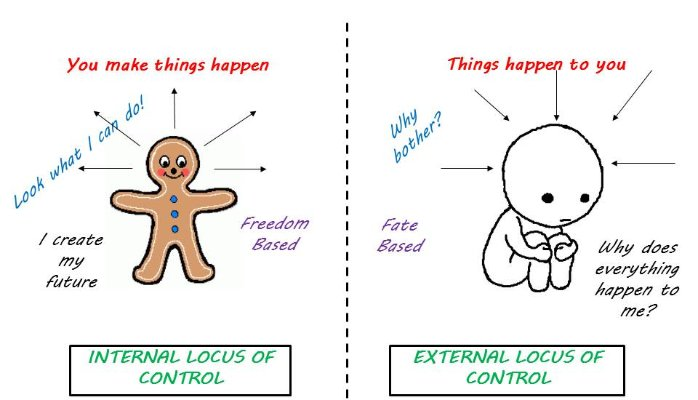 You make things happen
Look what I can do!
I create
my
future
Freedom
Based
INTERNAL LOCUS OF
CONTROL
Things happen to you
Why
bother?
Fate
Based
Why does
everything
happen to
me?
EXTERNAL LOCUS OF
CONTROL